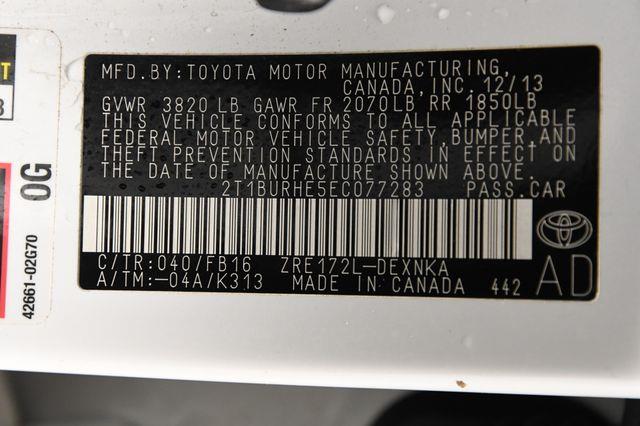 MFD.BY:TOYOTA MOTOR MANUFACTURING,
CANADA, INC. 12/13
GVWR 3820 LB GAWR FR 2070LB RR 1850LB
THIS VEHICLE CONFORMS TO ALL APPLICABLE
FEDERAL MOTOR VEHICLE SAFETY,BUMPER,AND
THEFT PREVENTION STANDARDS IN EFFECT ON
THE DATE OF MANUFACTURE SHOWN ABOVE.
2T1BURHE5EC077283 PASS.CAR
C/TR:040/FB16 ZRE172L-DEXNKA
A/TM:-04A/K313 MADE IN CANADA 442
AD
0G
42661-02G70